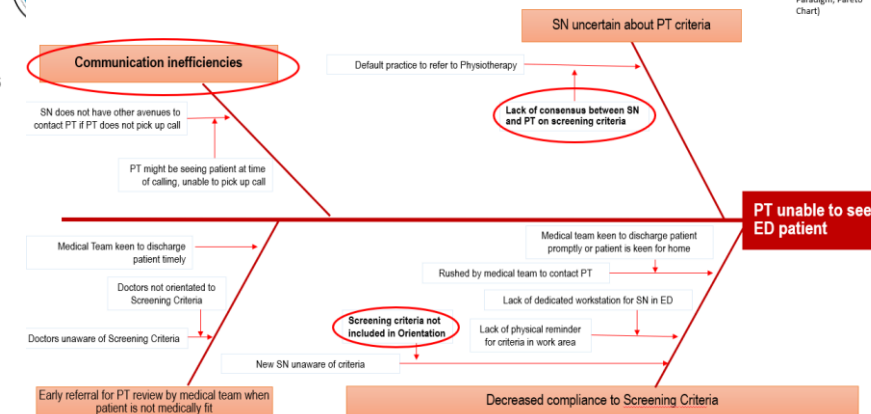 Paradigm, Pareto
Chart)
SN uncertain about PT criteria
Communication inefficiencies
Default practice to refer to Physiotherapy
Lack of consensus between SN
and PT on screening criteria
SN does not have other avenues to
contact PT if PT does not pick up call
PT might be seeing patient at time
of calling, unable to pick up call
PT unable to see
ED patient
Medical Team keen to discharge
patient timely
Doctors not orientated to
Screening Criteria
Doctors unaware of Screening Criteria
Early referral for PT review by medical team when
patient is not medically fit
Medical team keen to discharge patient
promptly or patient is keen for home
Rushed by medical team to contact PT
Lack of dedicated workstation for SN in ED
Lack of physical reminder
for criteria in work area
Screening criteria not
included in Orientation
New SN unaware of criteria
Decreased compliance to Screening Criteria